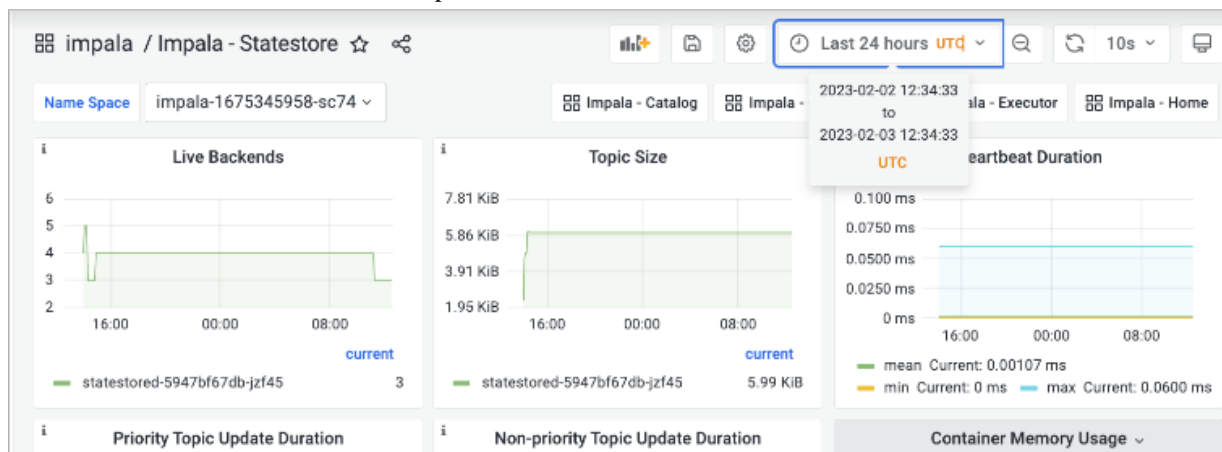 impala / Impala - Statestore
Last 24 hours UTC
10s
Name Space
impala-1675345958-sc74
Impala - Catalog
Impala -
ala - Executor
Impala - Home
2023-02-02 12:34:33
to
2023-02-03 12:34:33
UTC
i
Live Backends
6
5
4
3
2
16:00 00:00 08:00
current
statestored-5947bf67db-jzf45 3
i
Topic Size
7.81 KiB
5.86 KiB
3.91 KiB
1.95 KiB
16:00 00:00 08:00
current
statestored-5947bf67db-jzf45 5.99 KiB
eartbeat Duration
0.100 ms
0.0750 ms
0.0500 ms
0.0250 ms
0 ms
16:00 00:00 08:00
mean Current: 0.00107 ms
min Current: 0 ms max Current: 0.0600 ms
i
Priority Topic Update Duration
i
Non-priority Topic Update Duration
Container Memory Usage